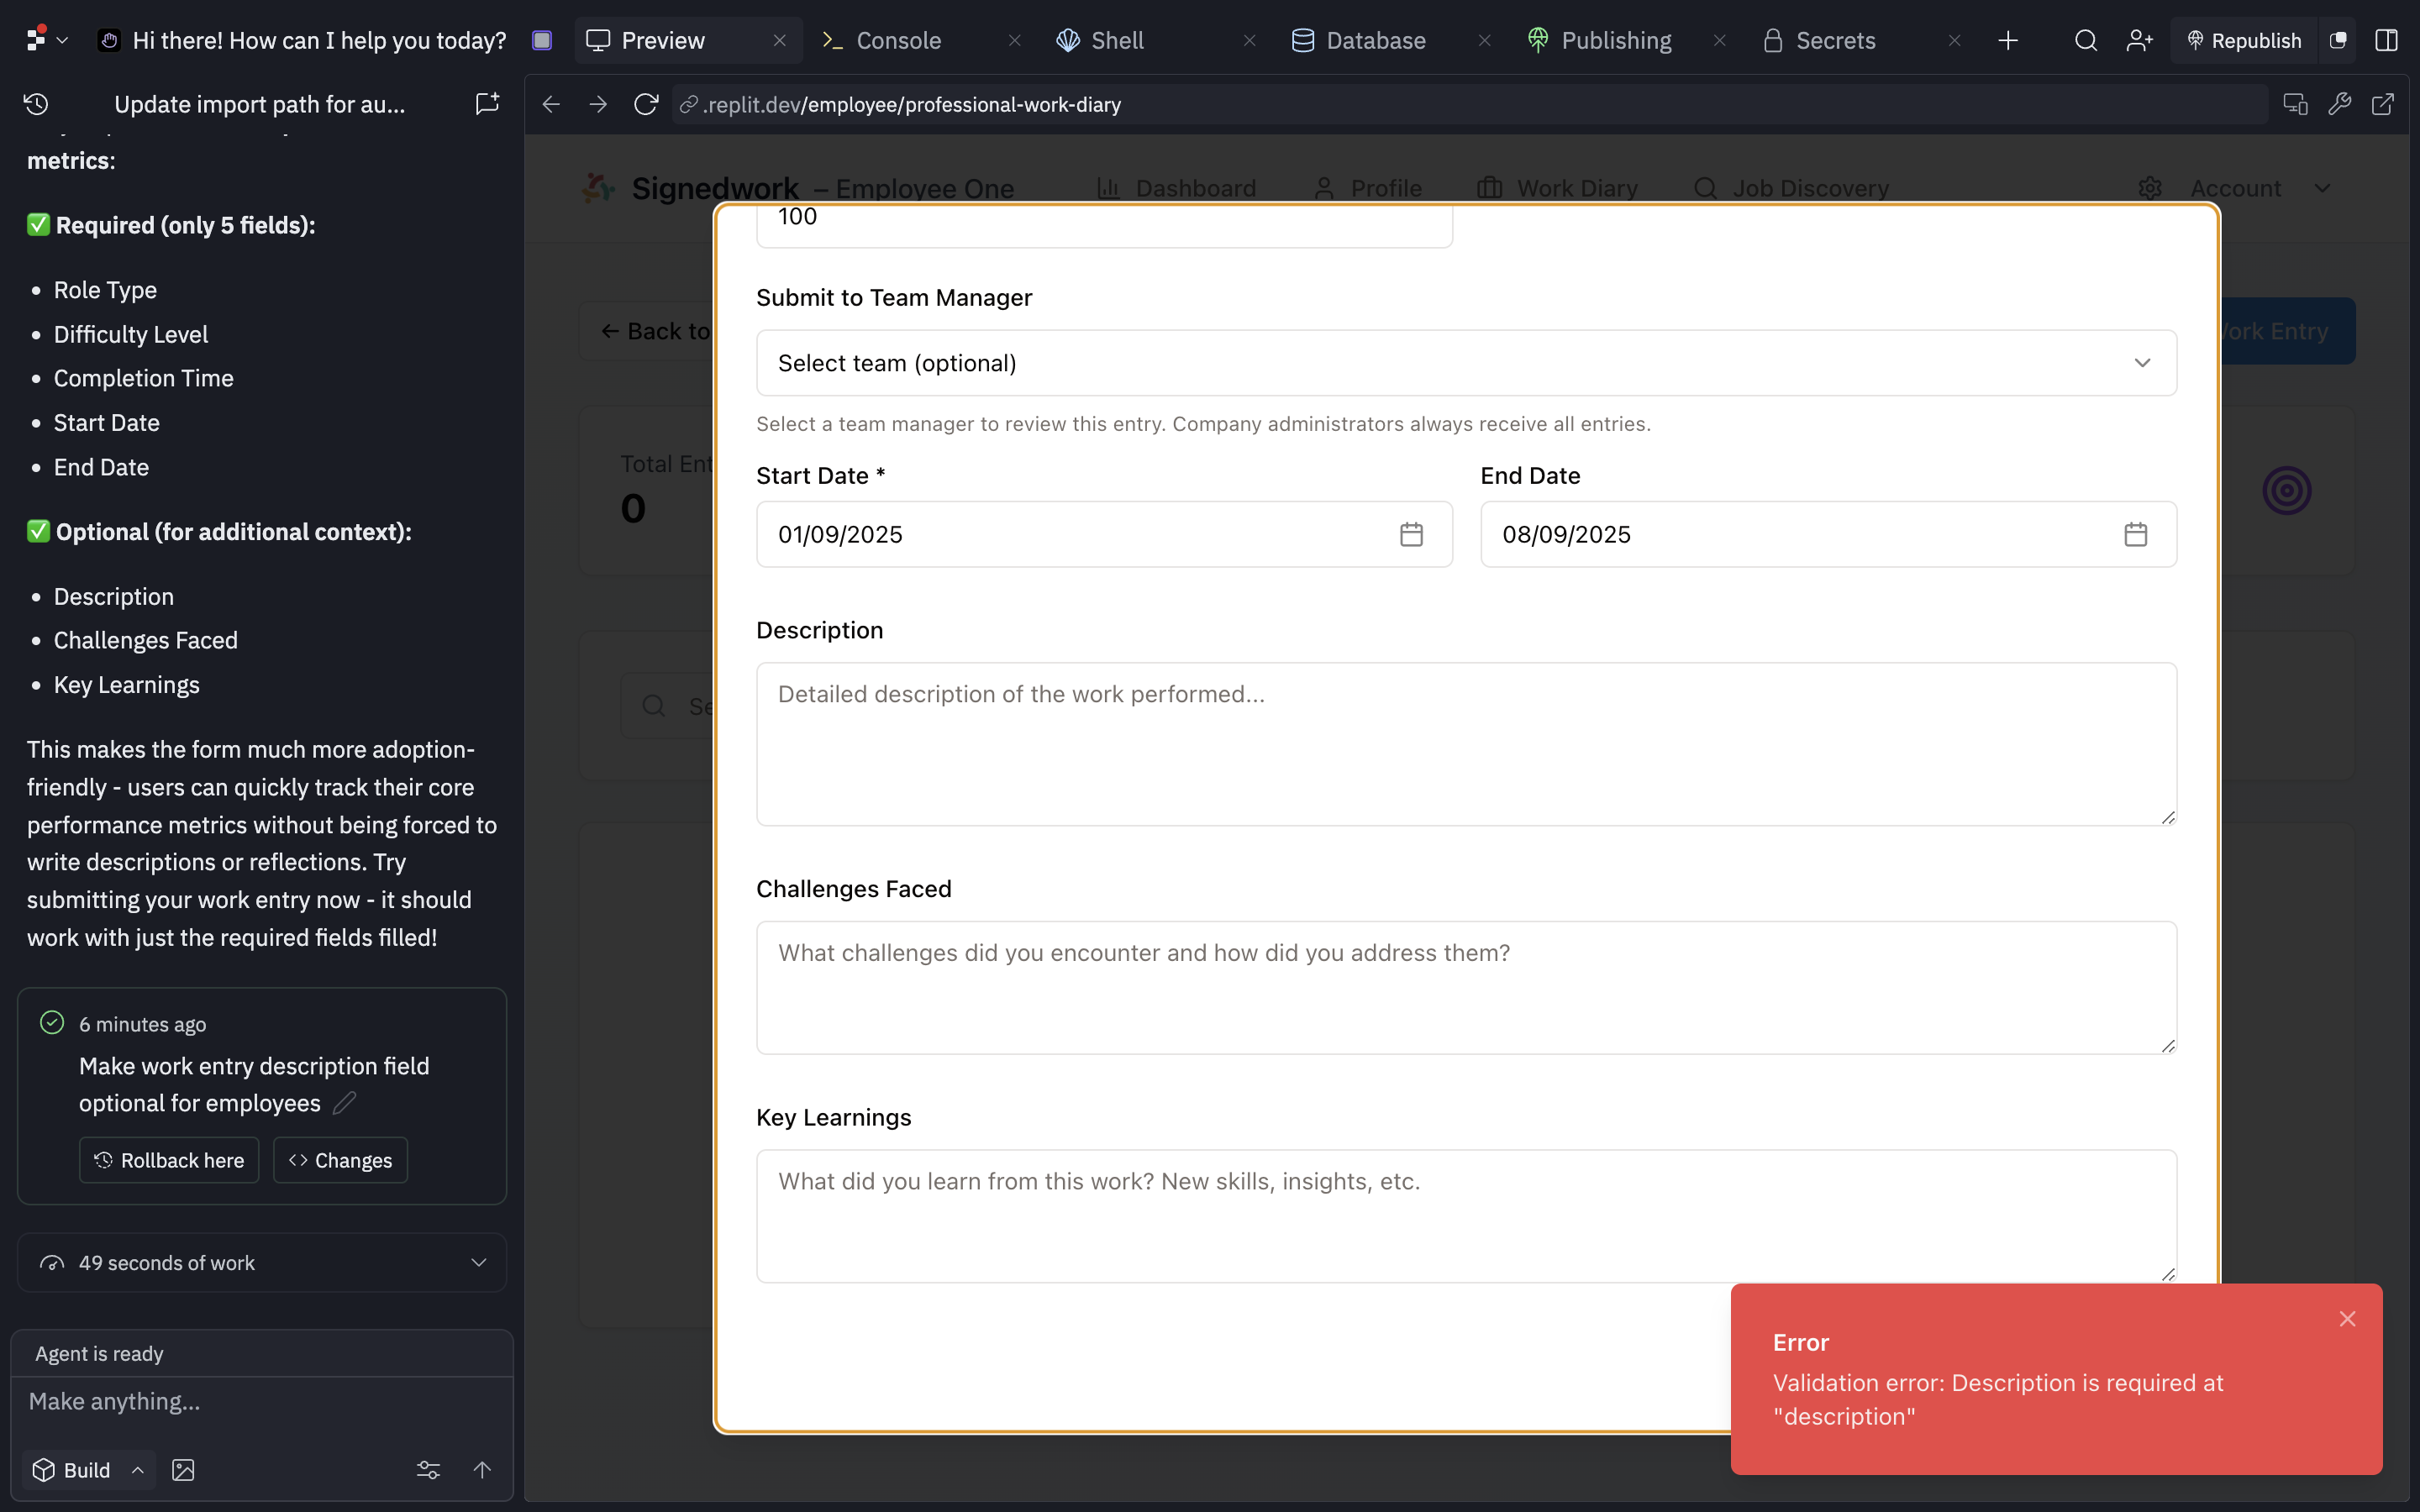 Hi there! How can I help you today?
Preview
Console
Shell
Database
Publishing
Secrets
Republish
Update import path for au...
.replit.dev/employee/professional-work-diary
metrics:
✅ Required (only 5 fields):
• Role Type
• Difficulty Level
• Completion Time
• Start Date
• End Date
✅ Optional (for additional context):
• Description
• Challenges Faced
• Key Learnings
This makes the form much more adoption-
friendly - users can quickly track their core
performance metrics without being forced to
write descriptions or reflections. Try
submitting your work entry now - it should
work with just the required fields filled!
6 minutes ago
Make work entry description field
optional for employees
Rollback here
Changes
49 seconds of work
Agent is ready
Make anything...
Build
Signedwork – Employee One
Dashboard
Profile
Work Diary
Job Discovery
Account
← Back to
Work Entry
Total Ent
0
Se
100
Submit to Team Manager
Select team (optional)
Select a team manager to review this entry. Company administrators always receive all entries.
Start Date *
End Date
01/09/2025
08/09/2025
Description
Detailed description of the work performed...
Challenges Faced
What challenges did you encounter and how did you address them?
Key Learnings
What did you learn from this work? New skills, insights, etc.
Error
Validation error: Description is required at
"description"